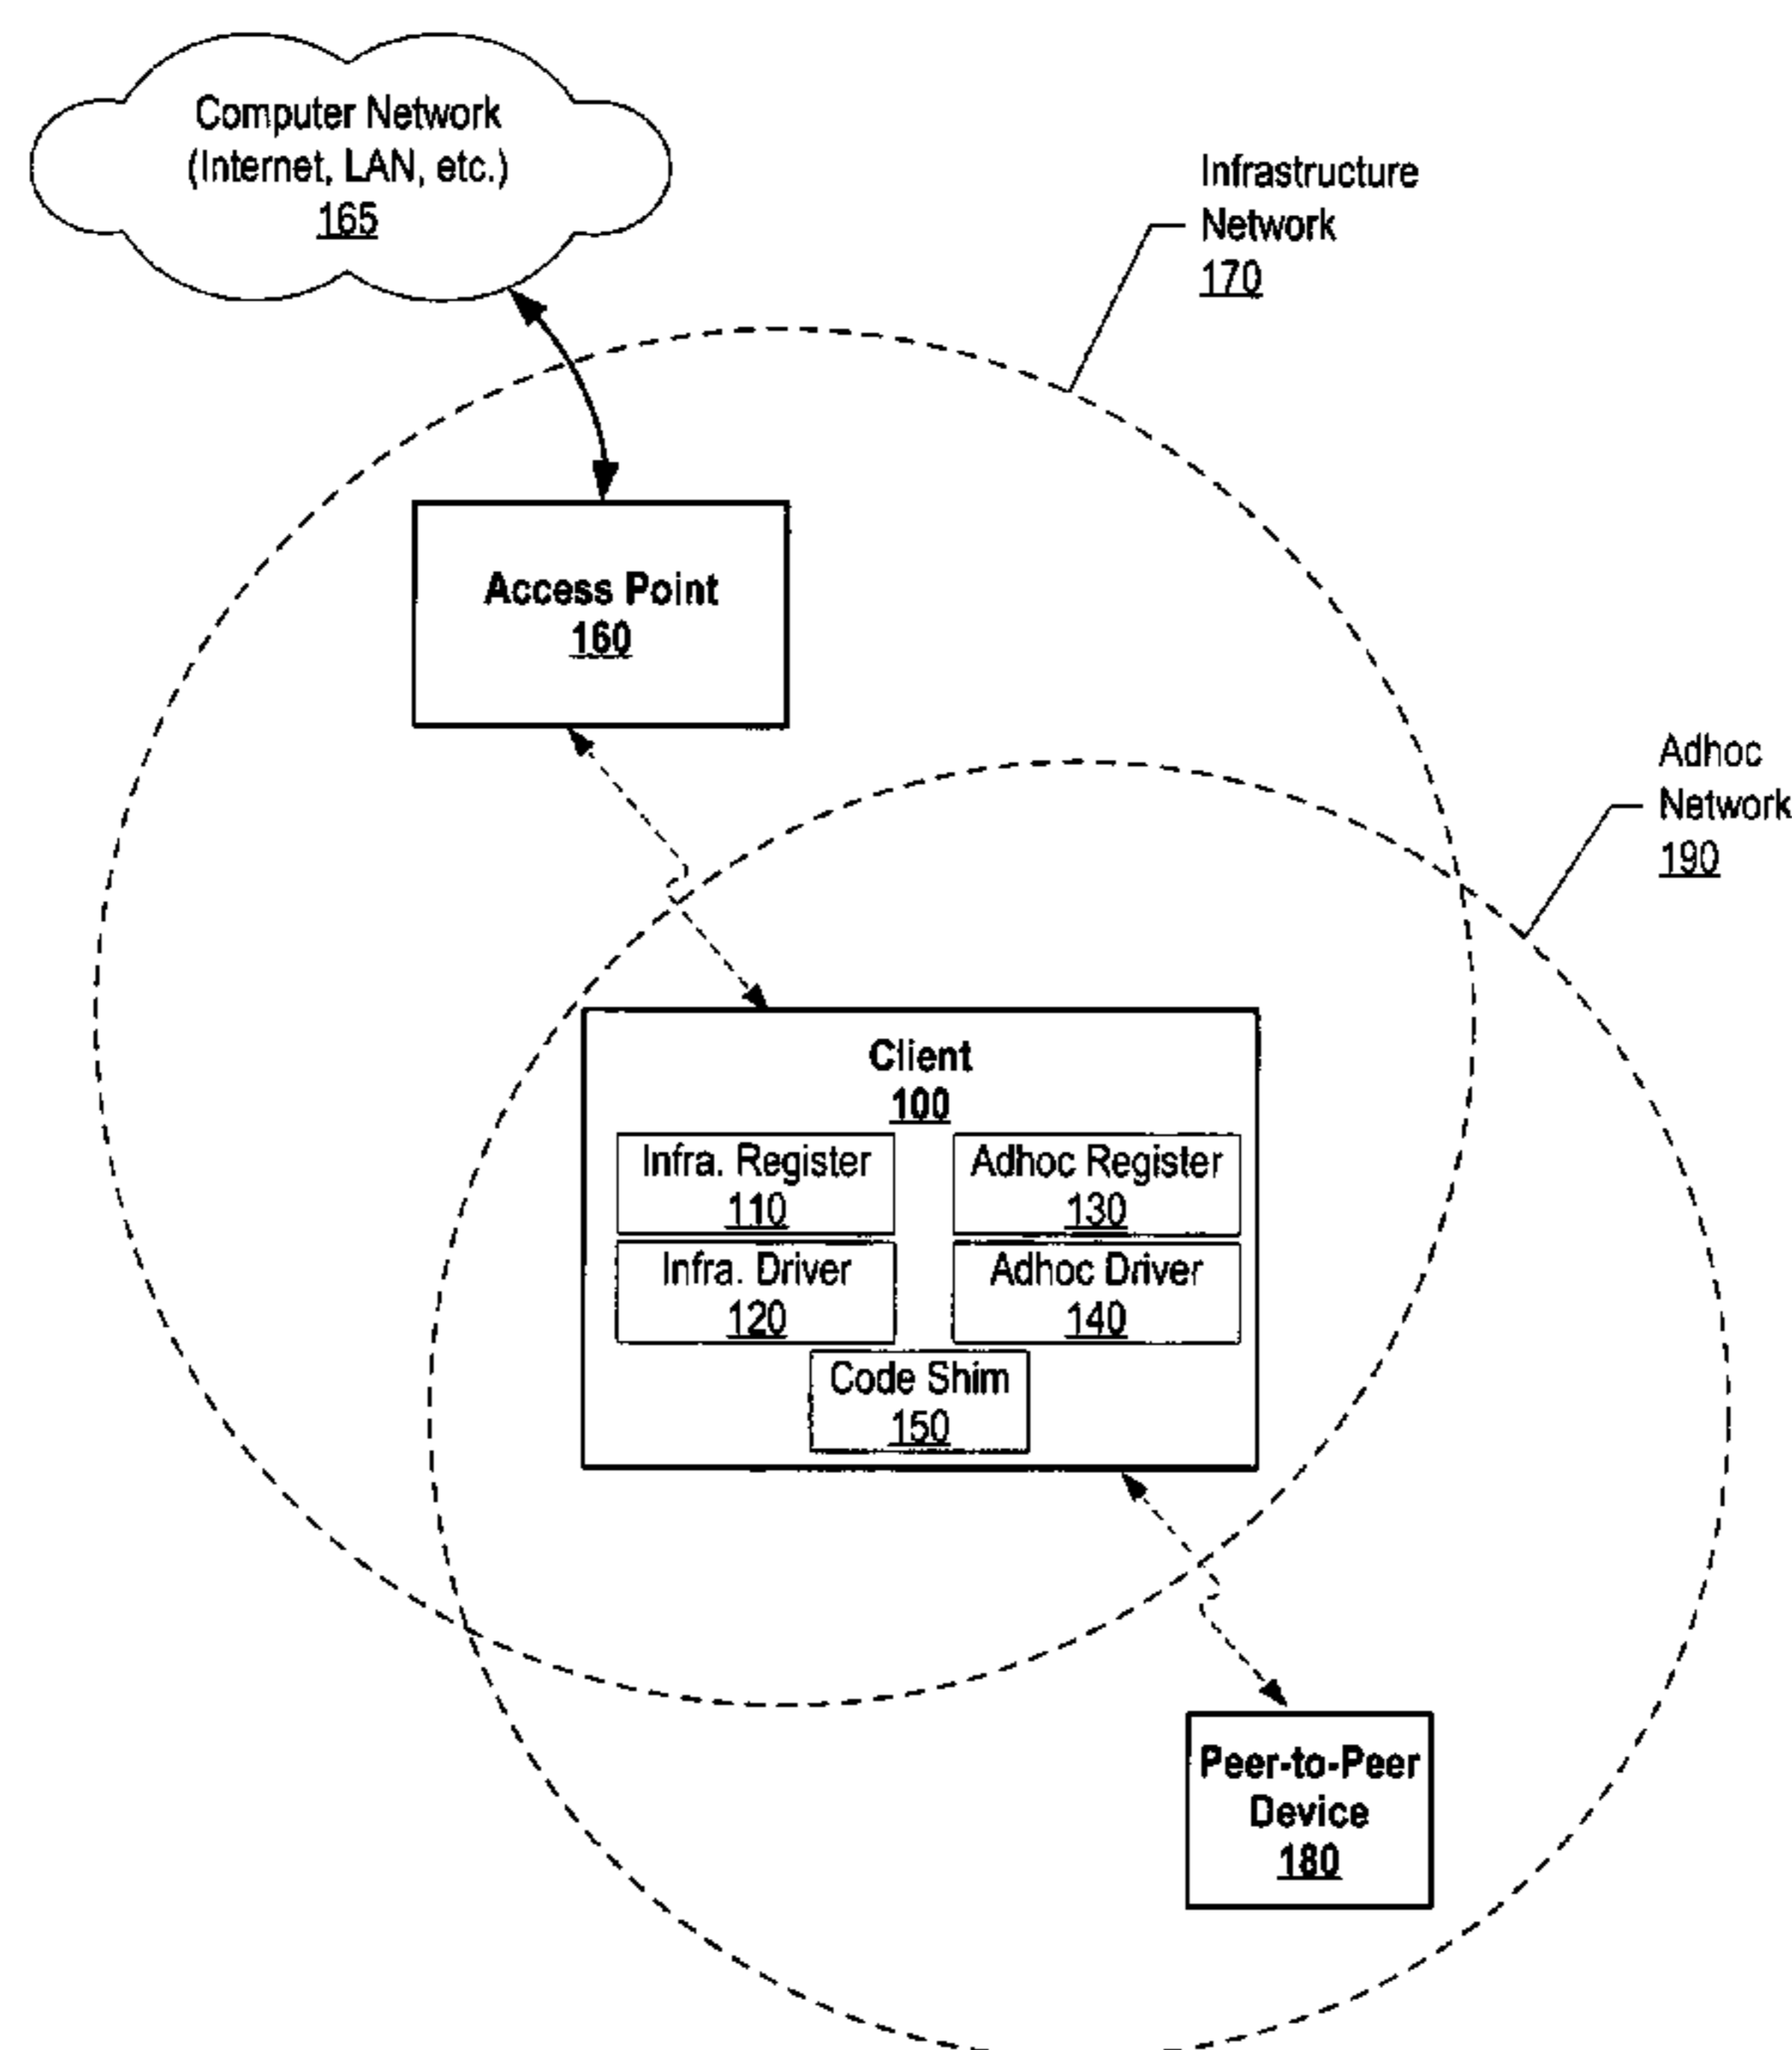 Computer Network
(Internet, LAN, etc.)
165
Infrastructure
Network
170
Access Point
160
Adhoc
Network
190
Client
100
Infra. Register
110
Adhoc Register
130
Infra. Driver
120
Adhoc Driver
140
Code Shim
150
Peer-to-Peer
Device
180